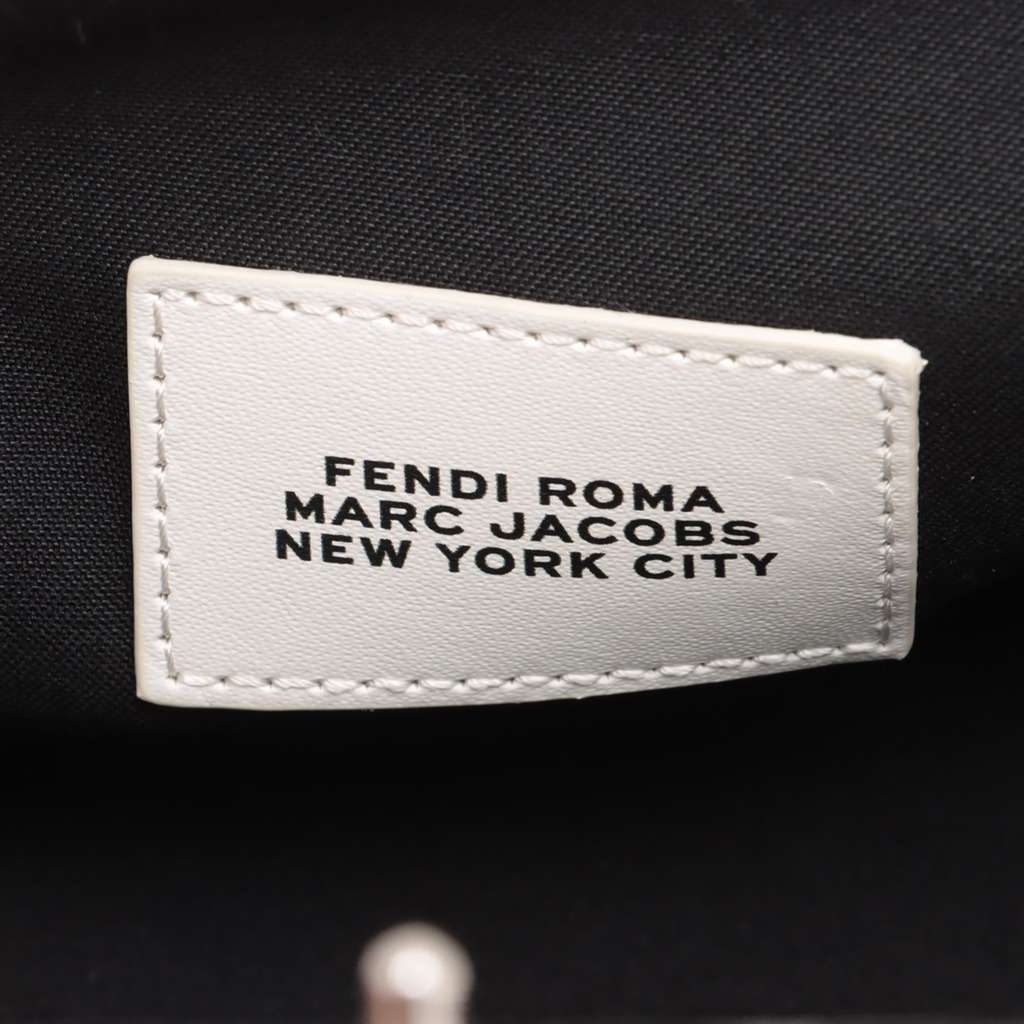 FENDI ROMA
MARC JACOBS
NEW YORK CITY